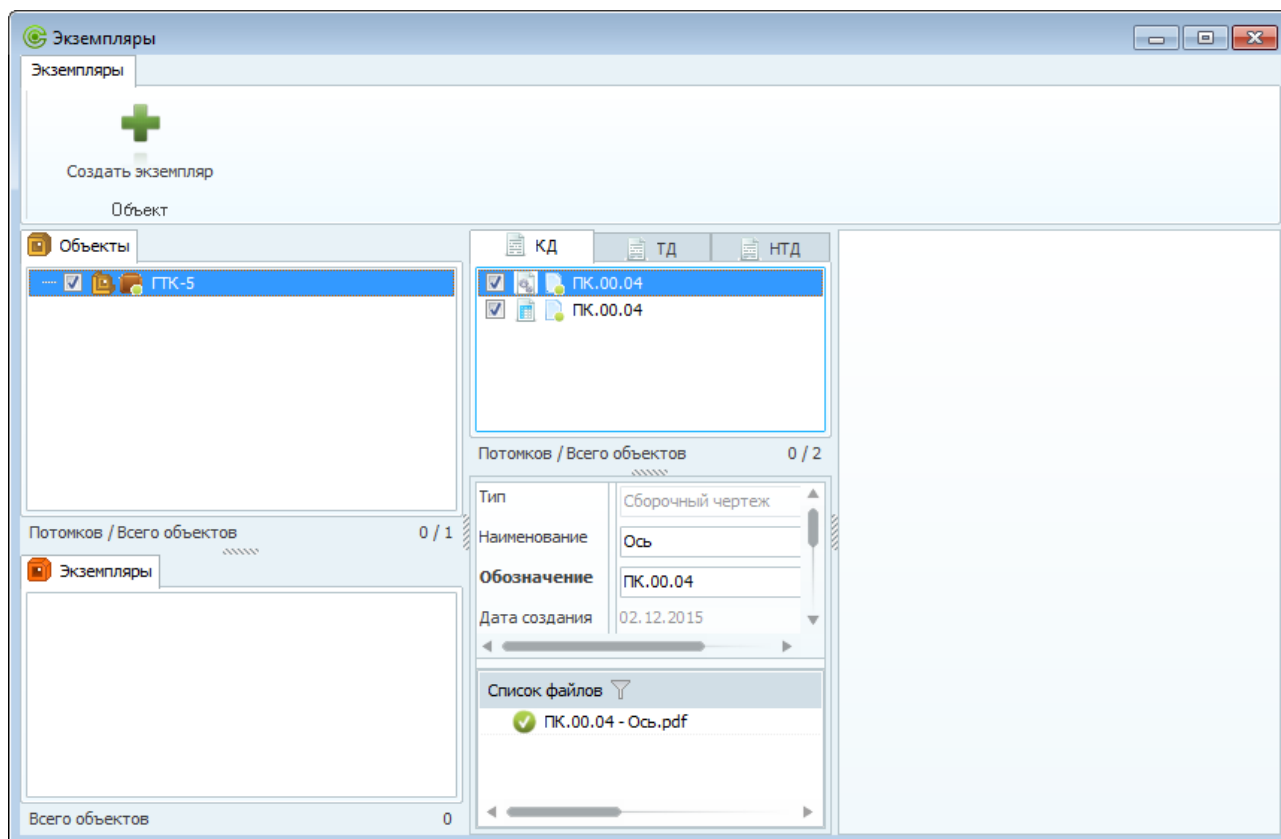 Экземпляры
Экземпляры
Создать экземпляр
Объект
Объекты
ГТК-5
Потомков / Всего объектов 0 / 1
Экземпляры
Всего объектов 0
КД ТД НТД
ПК.00.04
ПК.00.04
Потомков / Всего объектов 0 / 2
Тип Сборочный чертеж
Наименование Ось
Обозначение ПК.00.04
Дата создания 02.12.2015
Список файлов
ПК.00.04 - Ось.pdf